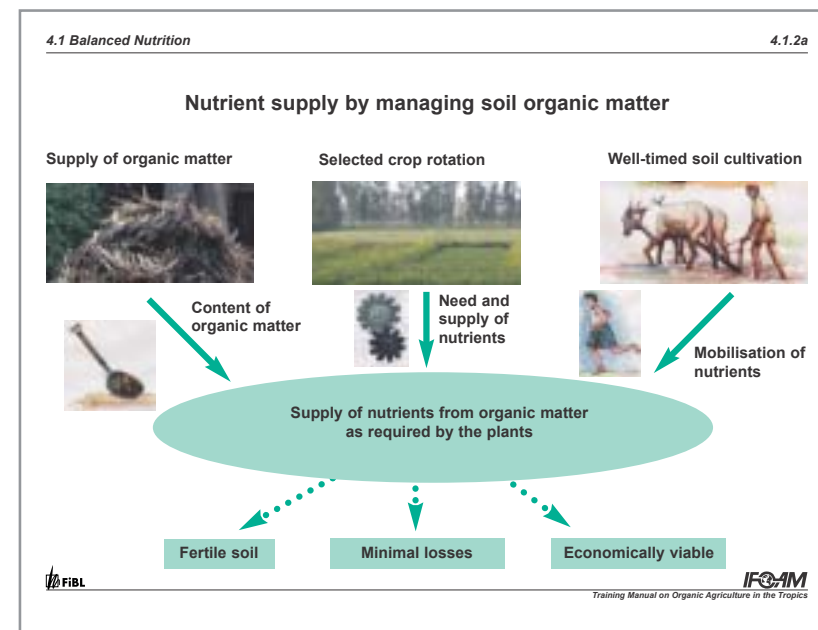 4.1 Balanced Nutrition
4.1.2a
Nutrient supply by managing soil organic matter
Supply of organic matter
Selected crop rotation
Well-timed soil cultivation
Content of
organic matter
Need and
supply of
nutrients
Mobilisation of
nutrients
Supply of nutrients from organic matter
as required by the plants
Fertile soil
Minimal losses
Economically viable
FiBL
IFOAM
Training Manual on Organic Agriculture in the Tropics